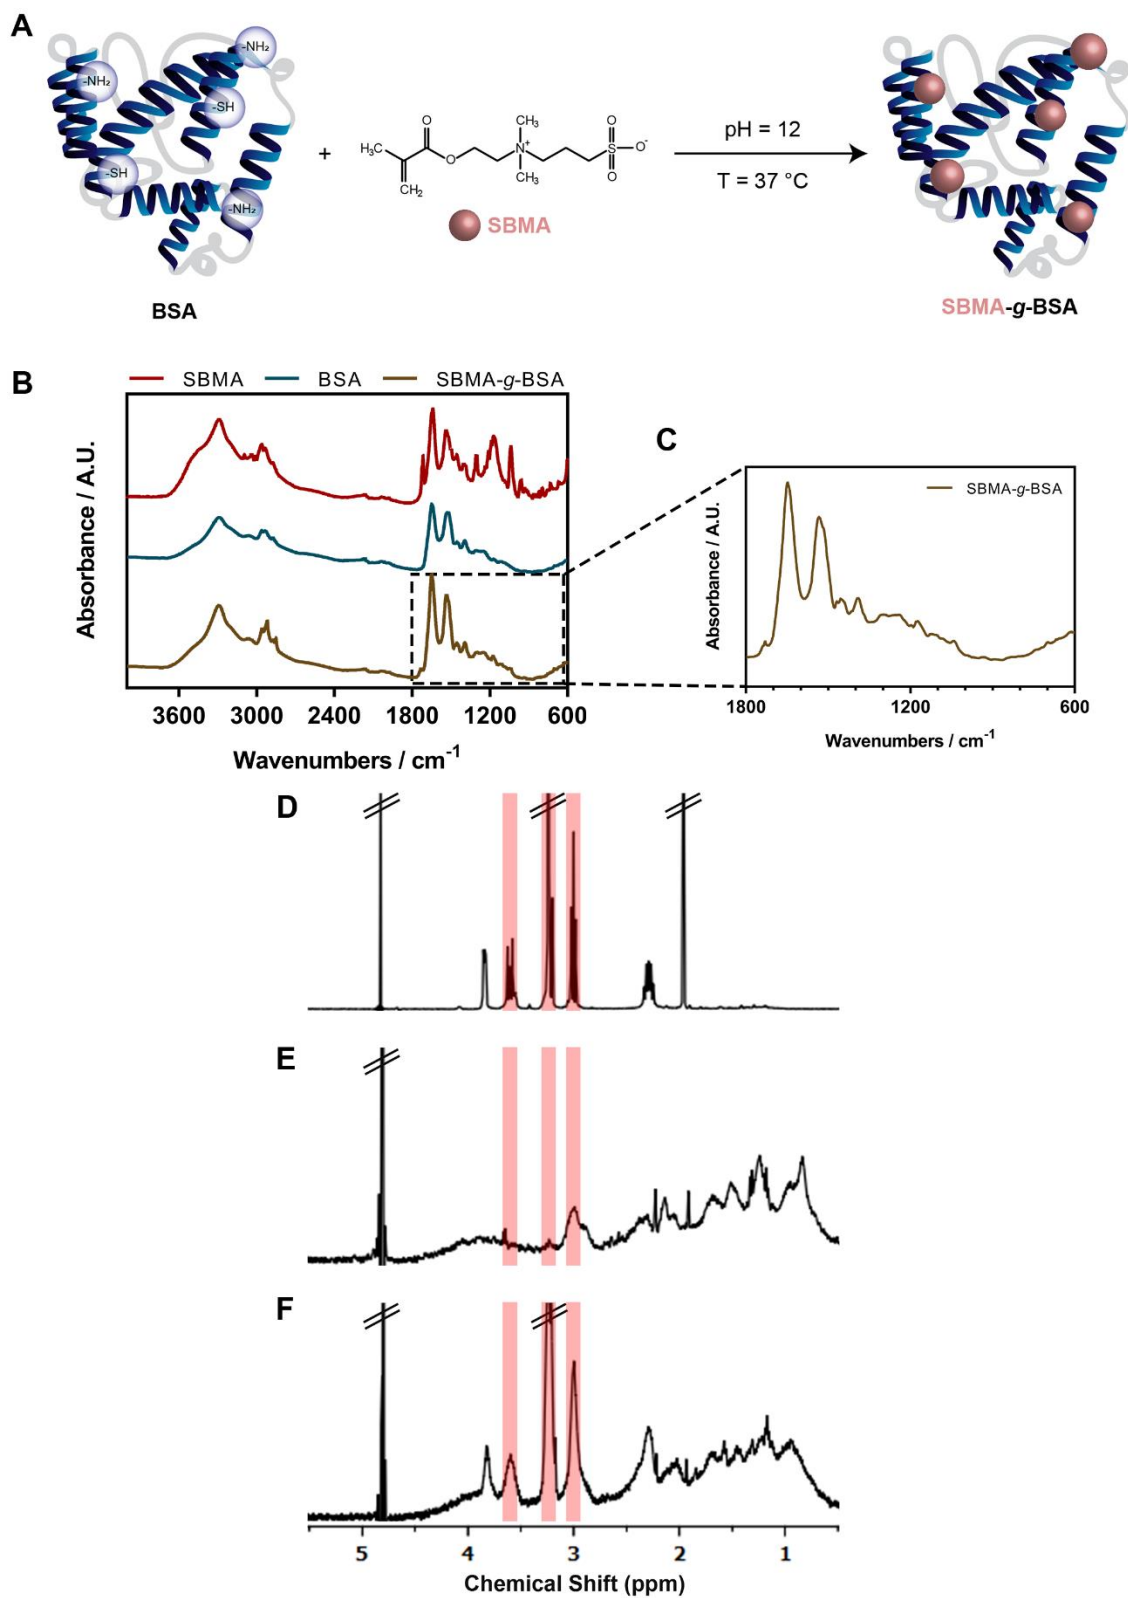 A
-NH₂
-NH₂
-SH
-SH
-NH₂
BSA
+
H₃C
O
O
CH₂
CH₃
N⁺
CH₃
O
S
O⁻
O
SBMA
pH = 12
T = 37 °C
SBMA-g-BSA
B
SBMA BSA SBMA-g-BSA
Absorbance / A.U.
3600 3000 2400 1800 1200 600
Wavenumbers / cm⁻¹
C
SBMA-g-BSA
Absorbance / A.U.
1800 1200 600
Wavenumbers / cm⁻¹
D
E
F
5 4 3 2 1
Chemical Shift (ppm)